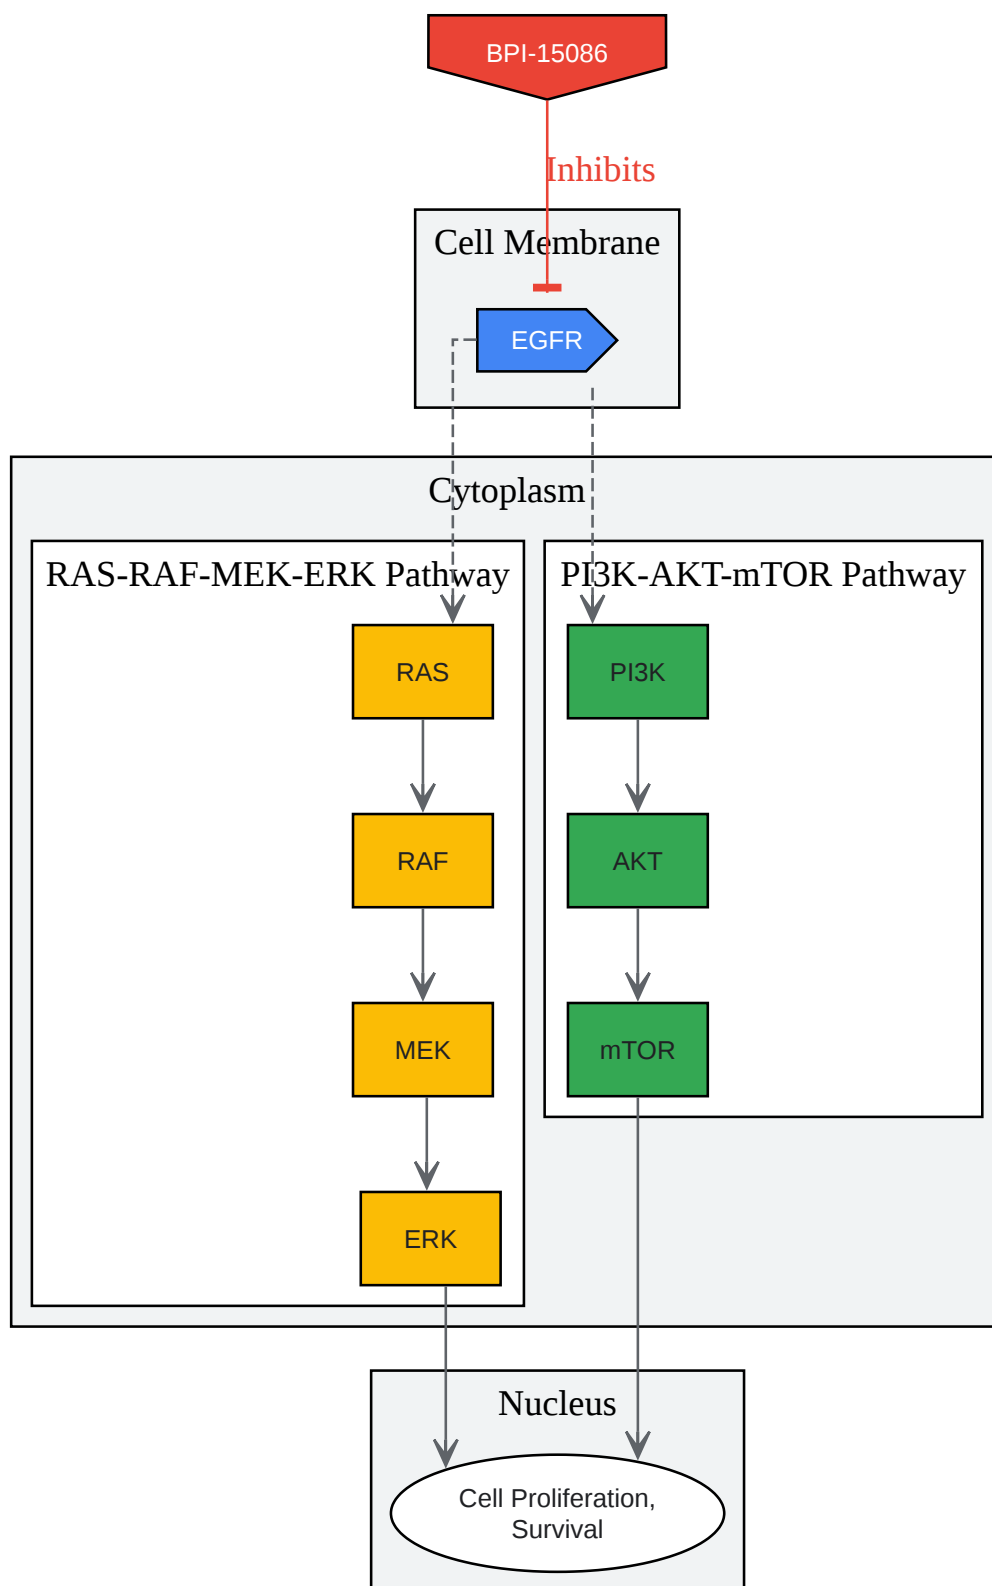 BPI-15086
Inhibits
Cell Membrane
EGFR
Cytoplasm
RAS-RAF-MEK-ERK Pathway
PI3K-AKT-mTOR Pathway
RAS
PI3K
RAF
AKT
MEK
mTOR
ERK
Nucleus
Cell Proliferation,
Survival